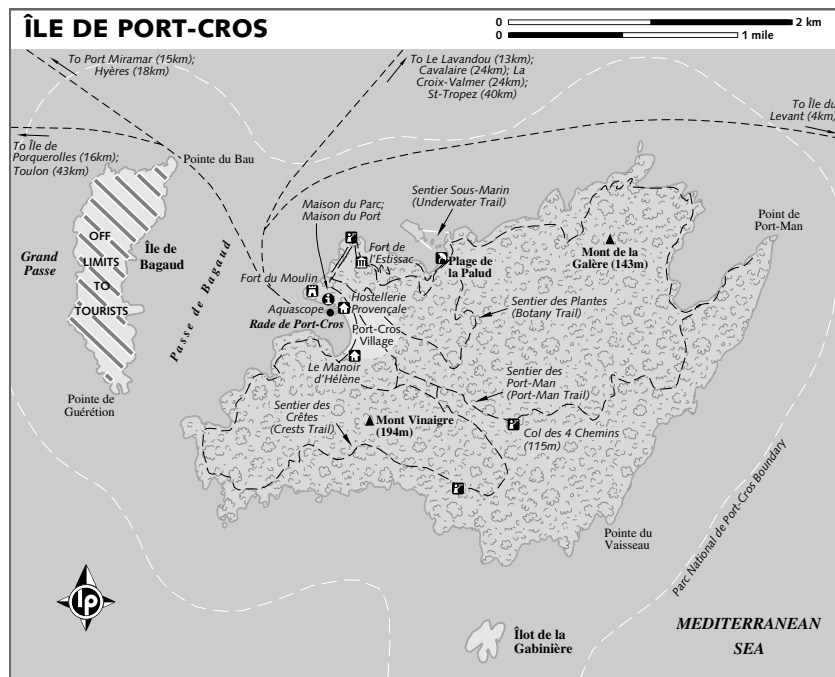 ÎLE DE PORT-CROS
0 2 km
0 1 mile
To Port Miramar (15km);
Hyères (18km)
To Le Lavandou (13km);
Cavalaire (24km); La
Croix-Valmer (24km);
St-Tropez (40km)
To Île du
Levant (4km)
To Île de
Porquerolles (16km);
Toulon (43km)
Pointe du Bau
Maison du Parc;
Maison du Port
Sentier Sous-Marin
(Underwater Trail)
Point de
Port-Man
OFF
LIMITS
TO
TOURISTS
Grand
Passe
Île de
Bagaud
Passe de Bagaud
Fort de
l'Estissac
Plage de
la Palud
Mont de la
Galère (143m)
Fort du Moulin
Aquascope
Rade de Port-Cros
Hostellerie
Provençale
Port-Cros
Village
Sentier des Plantes
(Botany Trail)
Le Manoir
d'Hélène
Sentier des
Port-Man
(Port-Man Trail)
Pointe de
Guérétion
Sentier des
Crêtes
(Crests Trail)
Mont Vinaigre
(194m)
Col des 4 Chemins
(115m)
Pointe du
Vaisseau
Parc National de Port-Cros Boundary
lp
Îlot de la
Gabinière
MEDITERRANEAN
SEA